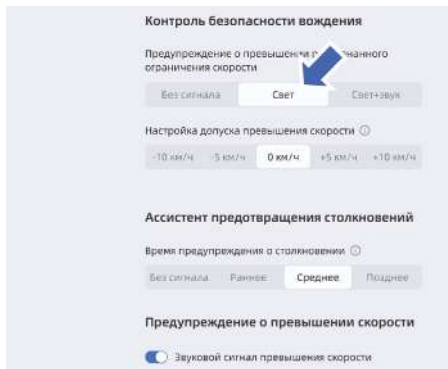 Контроль безопасности вождения
Предупреждение о превышении
ограничения скорости
Без сигнала Свет Свет+звук
Настройка допуска превышения скорости
-10 км/ч -5 км/ч 0 км/ч +5 км/ч +10 км/ч
Ассистент предотвращения столкновений
Время предупреждения о столкновении
Без сигнала Раннее Среднее Позднее
Предупреждение о превышении скорости
Звуковой сигнал превышения скорости